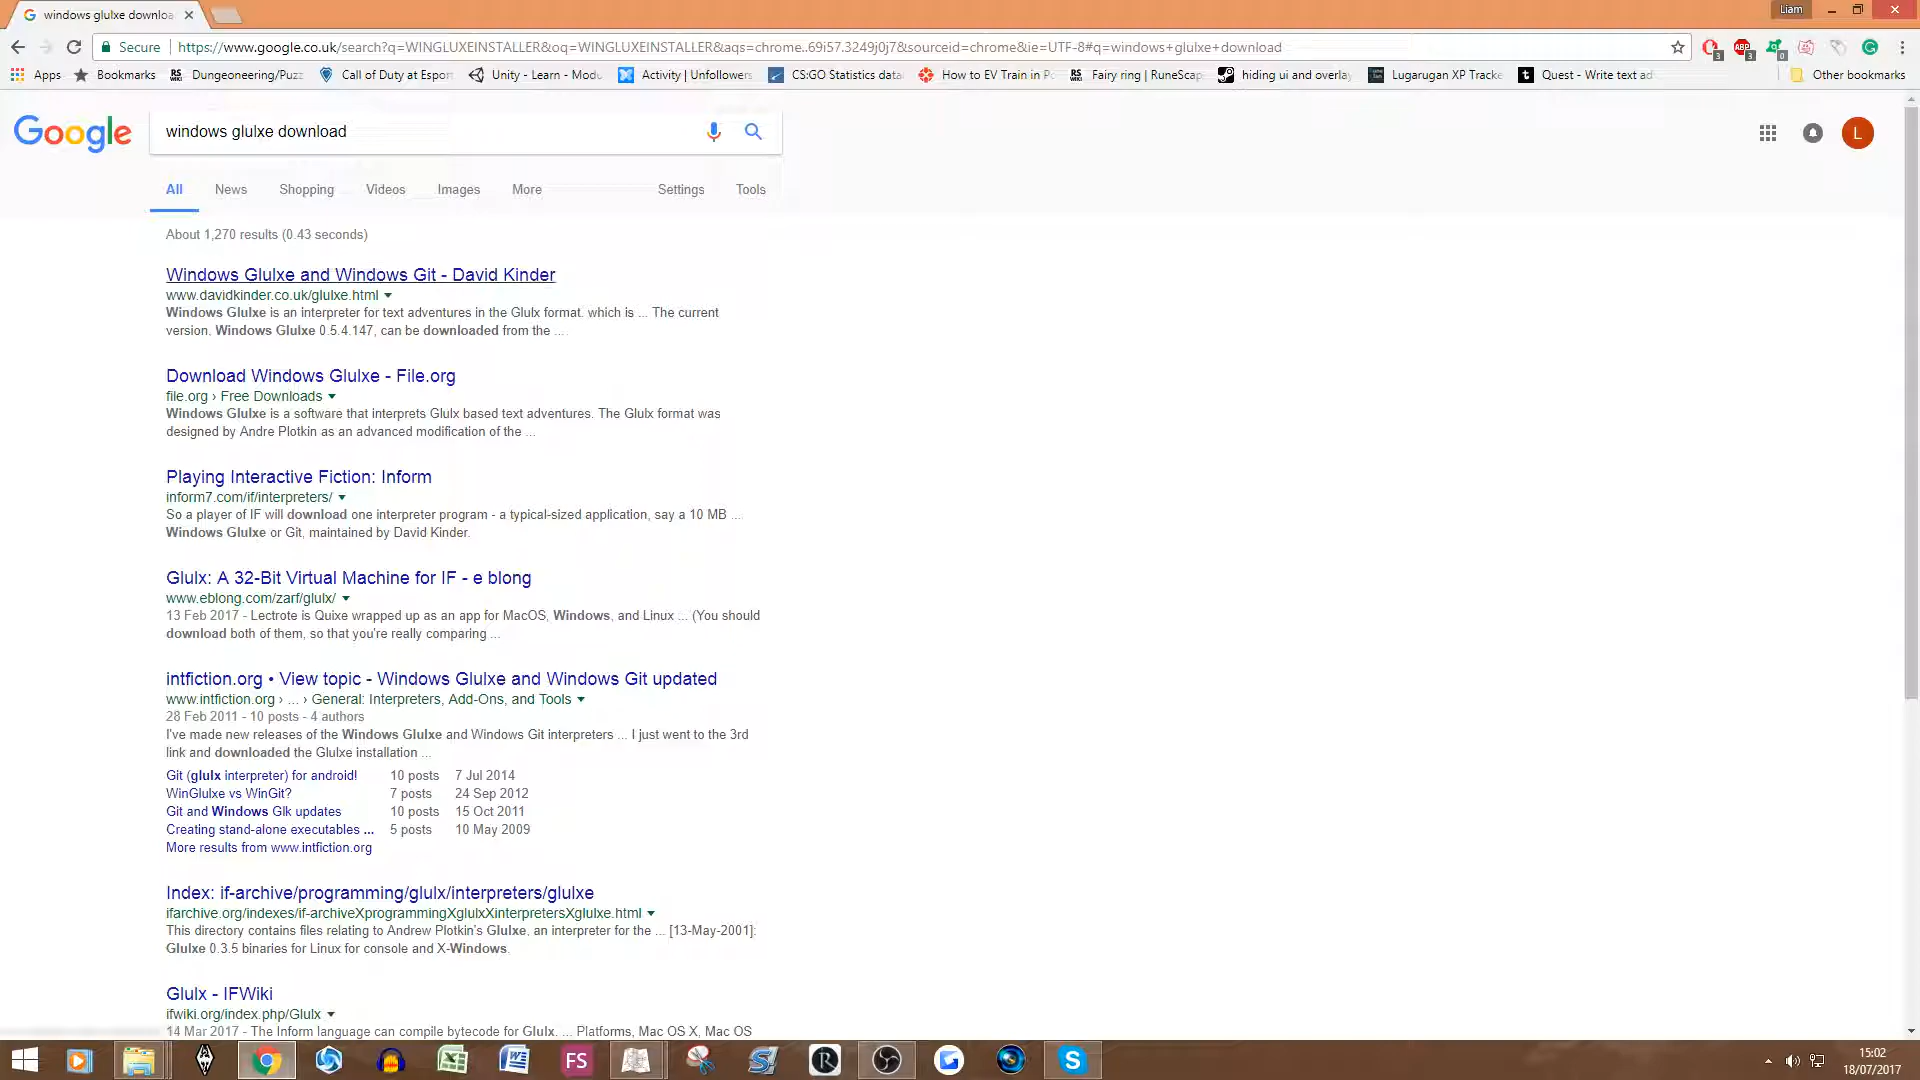 windows glulxe downloa
Liam
Secure
https://www.google.co.uk/search?q=WINGLUXEINSTALLER&oq=WINGLUXEINSTALLER&aqs=chrome..69i57.3249j0j7&sourceid=chrome&ie=UTF-8#q=windows+glulxe+download
Apps Bookmarks Dungeoneering/Puzz Call of Duty at Esport Unity - Learn - Modu Activity | Unfollowers CS:GO Statistics data How to EV Train in Po Fairy ring | RuneScap hiding ui and overlay Lugarugan XP Tracke Quest - Write text ad Other bookmarks
Google
windows glulxe download
L
All News Shopping Videos Images More Settings Tools
About 1,270 results (0.43 seconds)
Windows Glulxe and Windows Git - David Kinder
www.davidkinder.co.uk/glulxe.html
Windows Glulxe is an interpreter for text adventures in the Glulx format. which is ... The current
version. Windows Glulxe 0.5.4.147, can be downloaded from the ...
Download Windows Glulxe - File.org
file.org › Free Downloads
Windows Glulxe is a software that interprets Glulx based text adventures. The Glulx format was
designed by Andre Plotkin as an advanced modification of the ...
Playing Interactive Fiction: Inform
inform7.com/if/interpreters/
So a player of IF will download one interpreter program - a typical-sized application, say a 10 MB ...
Windows Glulxe or Git, maintained by David Kinder.
Glulx: A 32-Bit Virtual Machine for IF - e blong
www.eblong.com/zarf/glulx/
13 Feb 2017 - Lectrote is Quixe wrapped up as an app for MacOS, Windows, and Linux ... (You should
download both of them, so that you're really comparing ...
intfiction.org • View topic - Windows Glulxe and Windows Git updated
www.intfiction.org › ... › General: Interpreters, Add-Ons, and Tools
28 Feb 2011 - 10 posts - 4 authors
I've made new releases of the Windows Glulxe and Windows Git interpreters ... I just went to the 3rd
link and downloaded the Glulxe installation ...
Git (glulx interpreter) for android! 10 posts 7 Jul 2014
WinGlulxe vs WinGit? 7 posts 24 Sep 2012
Git and Windows Glk updates 10 posts 15 Oct 2011
Creating stand-alone executables ... 5 posts 10 May 2009
More results from www.intfiction.org
Index: if-archive/programming/glulx/interpreters/glulxe
ifarchive.org/indexes/if-archiveXprogrammingXglulxXinterpretersXglulxe.html
This directory contains files relating to Andrew Plotkin's Glulxe, an interpreter for the ... [13-May-2001]:
Glulxe 0.3.5 binaries for Linux for console and X-Windows.
Glulx - IFWiki
ifwiki.org/index.php/Glulx
14 Mar 2017 - The Inform language can compile bytecode for Glulx. ... Platforms, Mac OS X, Mac OS
FS
15:02
18/07/2017